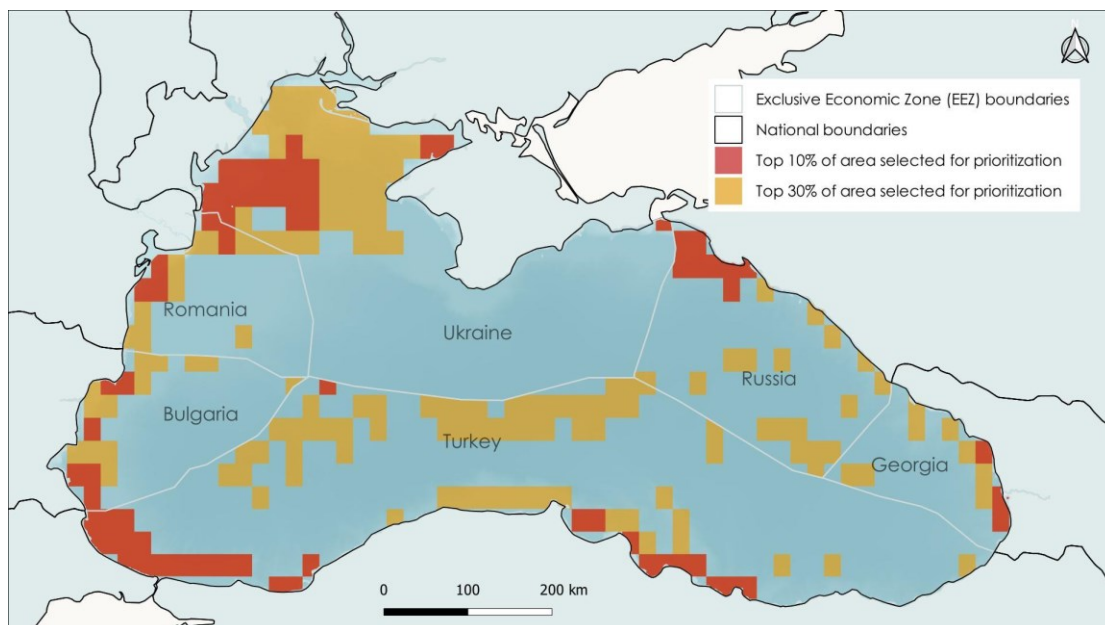 N
Exclusive Economic Zone (EEZ) boundaries
National boundaries
Top 10% of area selected for prioritization
Top 30% of area selected for prioritization
Romania
Ukraine
Russia
Bulgaria
Turkey
Georgia
0 100 200 km